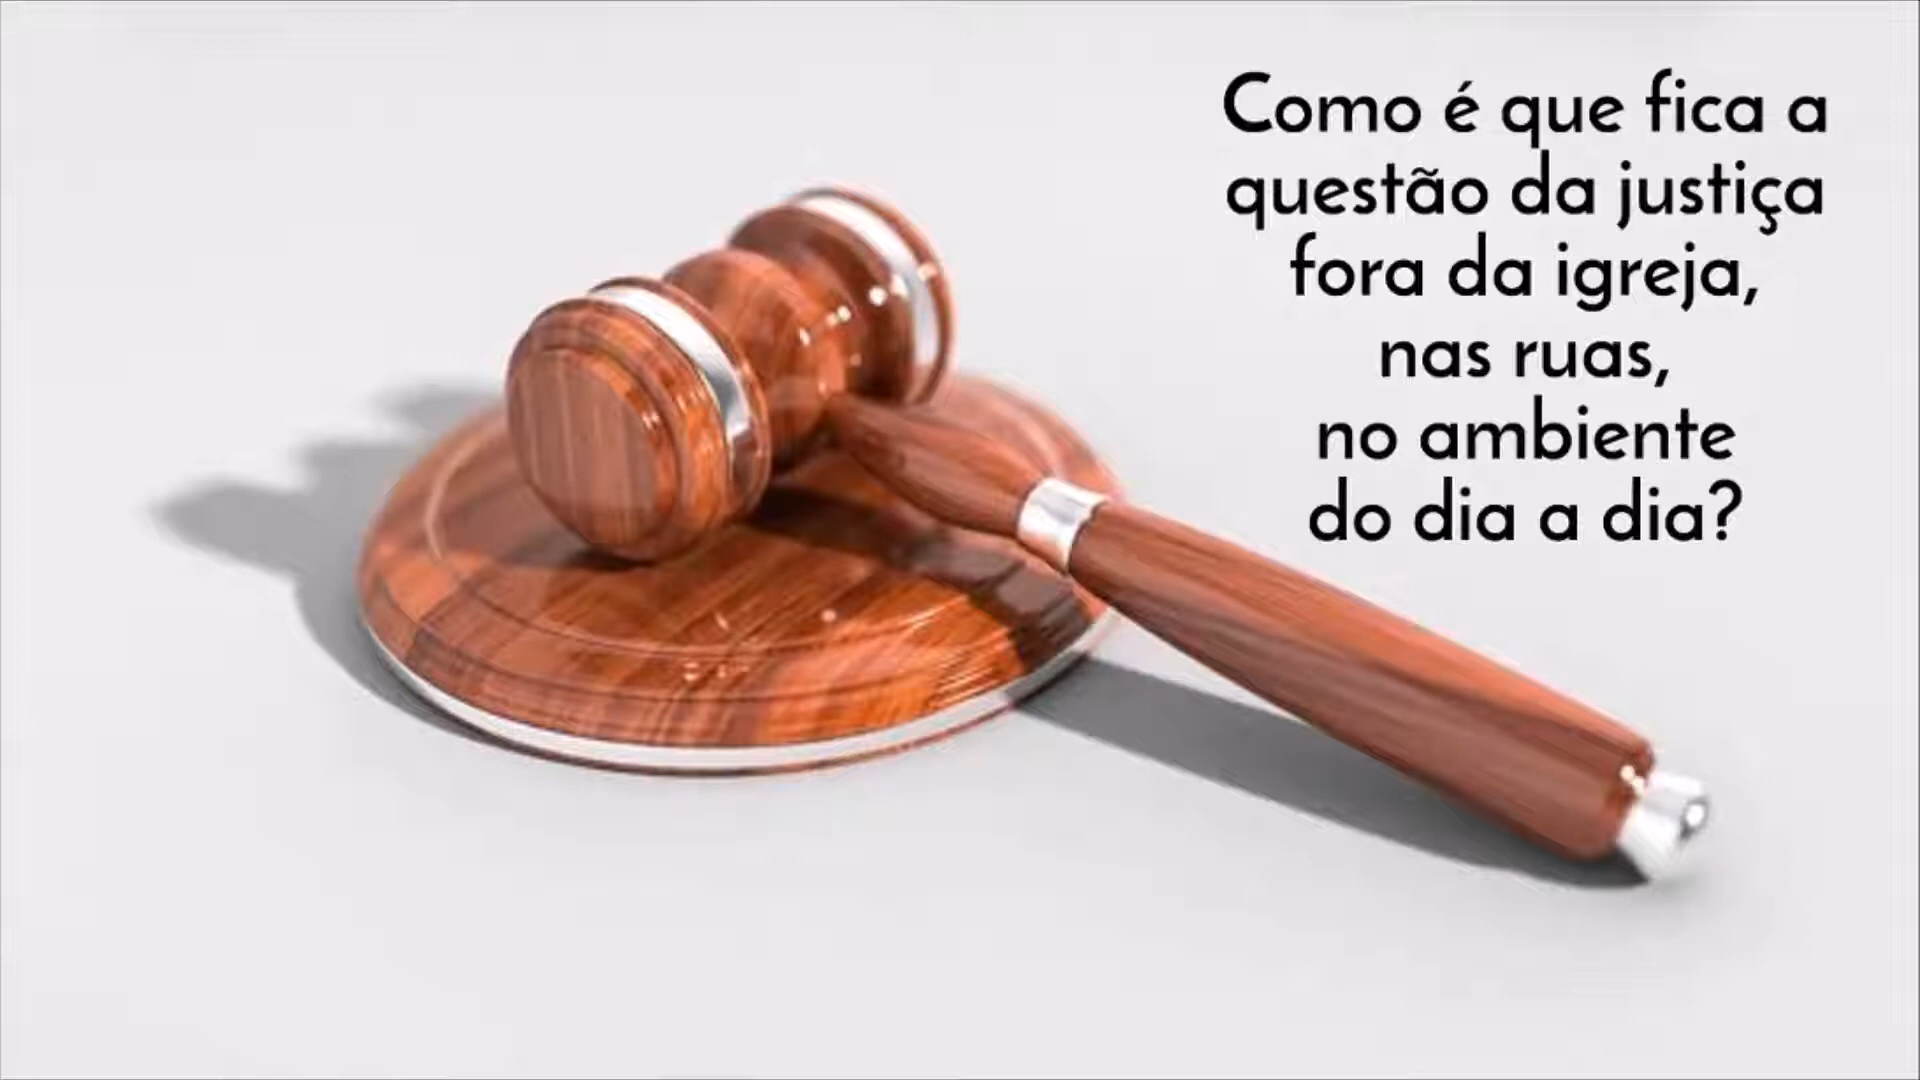 Como é que fica a
questão da justiça
fora da igreja,
nas ruas,
no ambiente
do dia a dia?